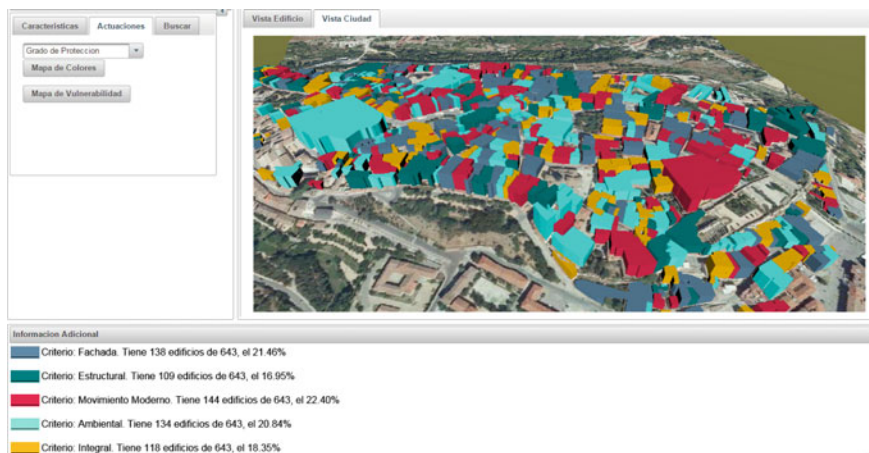 Caracteristicas Actuaciones Buscar
Grado de Proteccion
Mapa de Colores
Mapa de Vulnerabilidad
Vista Edificio Vista Ciudad
Informacion Adicional
Criterio: Fachada. Tiene 138 edificios de 643, el 21.46%
Criterio: Estructural. Tiene 109 edificios de 643, el 16.95%
Criterio: Movimiento Moderno. Tiene 144 edificios de 643, el 22.40%
Criterio: Ambiental. Tiene 134 edificios de 643, el 20.84%
Criterio: Integral. Tiene 118 edificios de 643, el 18.35%